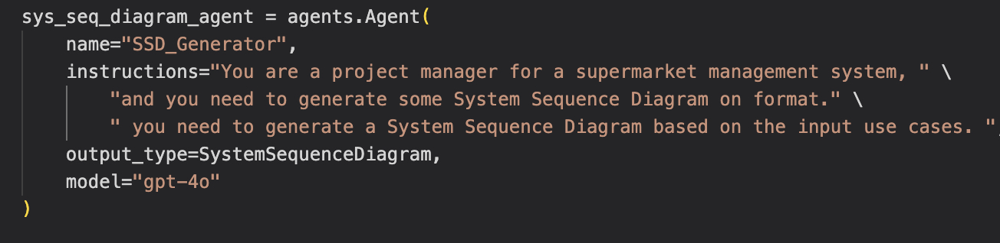 sys_seq_diagram_agent = agents.Agent(
    name="SSD_Generator",
    instructions="You are a project manager for a supermarket management system, " \
        "and you need to generate some System Sequence Diagram on format." \
        " you need to generate a System Sequence Diagram based on the input use cases. ",
    output_type=SystemSequenceDiagram,
    model="gpt-4o"
)